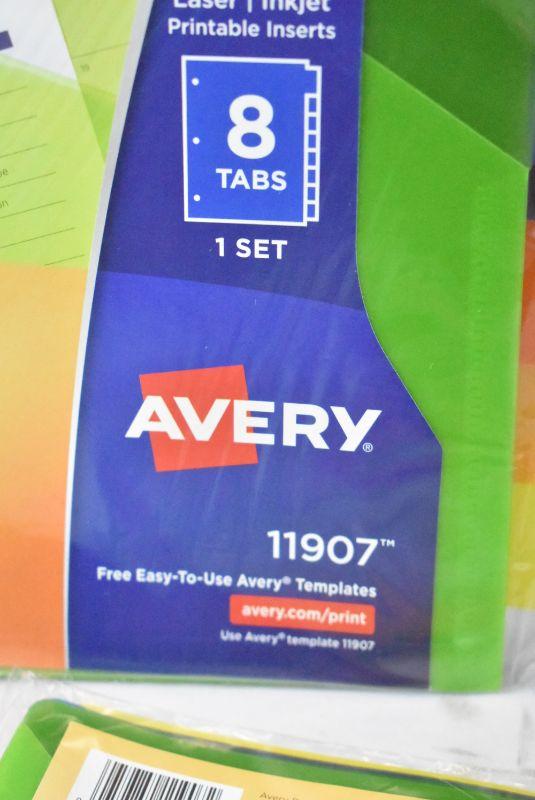 Laser | Inkjet
Printable Inserts
8
TABS
1 SET
AVERY®
11907™
Free Easy-To-Use Avery® Templates
avery.com/print
Use Avery® template 11907
Avery